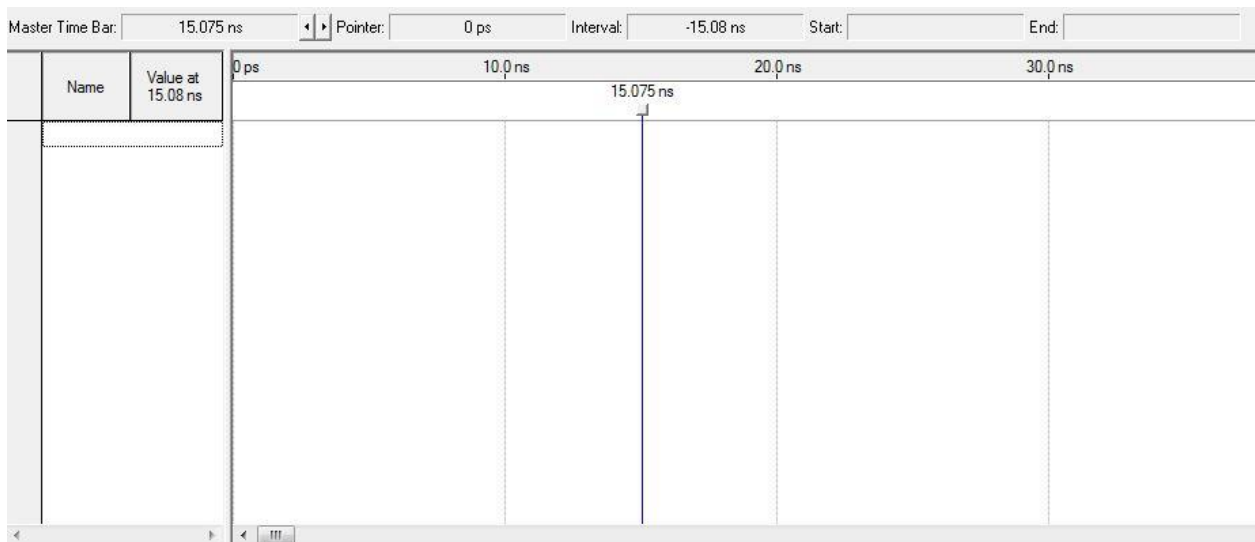 Master Time Bar: 15.075 ns Pointer: 0 ps Interval: -15.08 ns Start: End:
Name
Value at
15.08 ns
0 ps 10.0 ns 20.0 ns 30.0 ns
15.075 ns